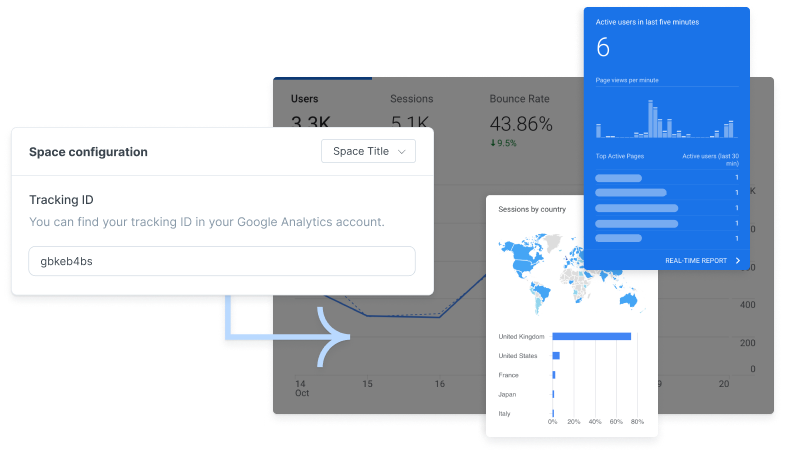 Active users in last five minutes
6
Page views per minute
Top Active Pages
Active users (last 30
min)
1
1
1
1
1
REAL-TIME REPORT
Users
Sessions
Bounce Rate
3.3K
5.1K
43.86%
9.5%
Space configuration
Space Title
Tracking ID
You can find your tracking ID in your Google Analytics account.
gbkeb4bs
Sessions by country
United Kingdom
United States
France
Japan
Italy
0% 20% 40% 60% 80%
K
0
00
400
200
0
14
Oct
15
16
9
20